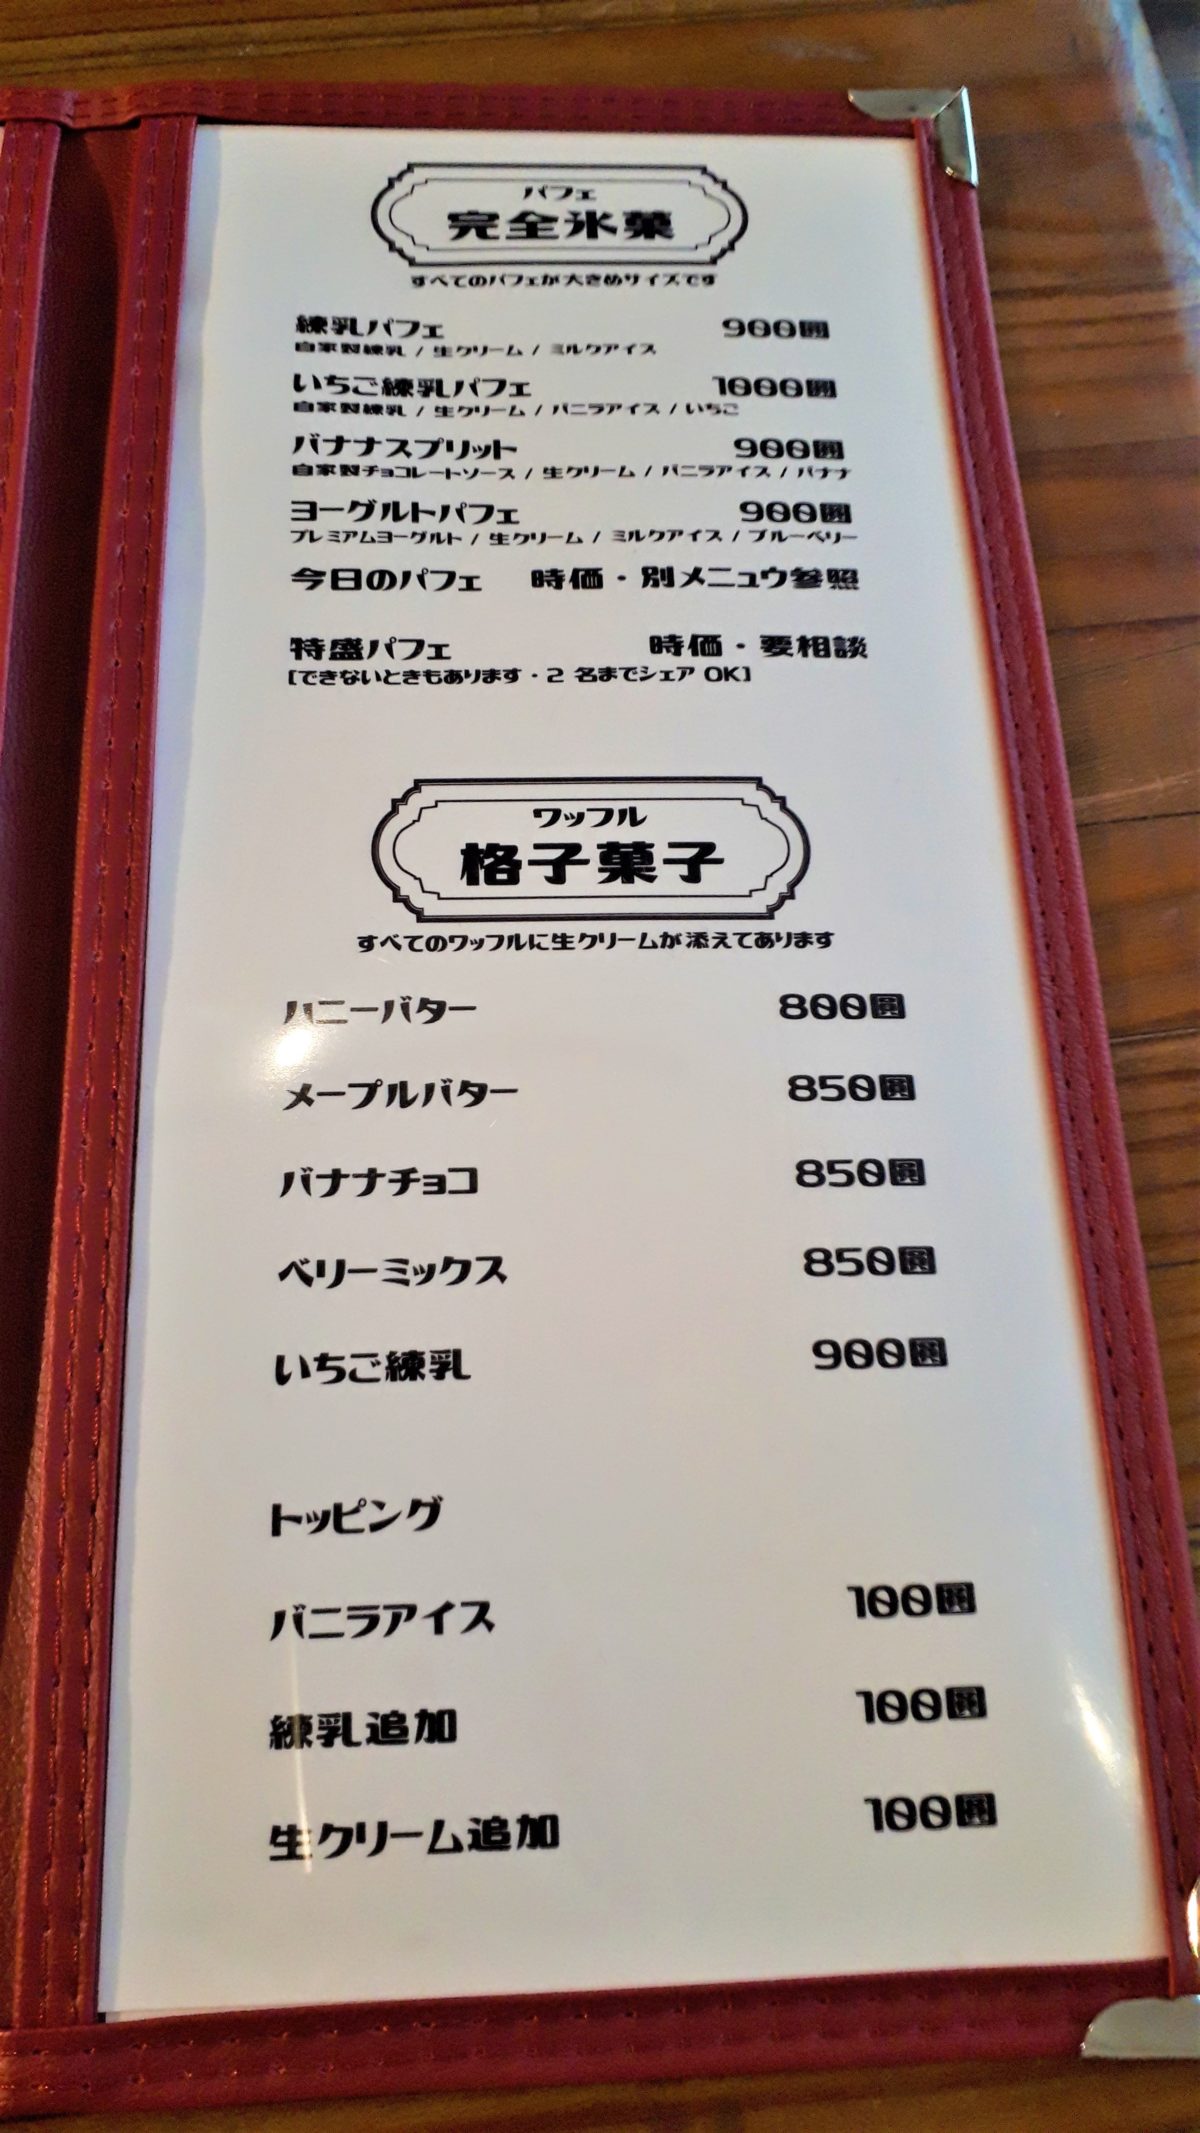 パフェ
完全氷菓
すべてのパフェが大きめサイズです
練乳パフェ 900圓
自家製練乳 / 生クリーム / ミルクアイス
いちご練乳パフェ 1000圓
自家製練乳 / 生クリーム / バニラアイス / いちご
バナナスプリット 900圓
自家製チョコレートソース / 生クリーム / バニラアイス / バナナ
ヨーグルトパフェ 900圓
プレミアムヨーグルト / 生クリーム / ミルクアイス / ブルーベリー
今日のパフェ 時価・別メニュウ参照
特盛パフェ 時価・要相談
[できないときもあります・2 名までシェア OK]
ワッフル
格子菓子
すべてのワッフルに生クリームが添えてあります
ハニーバター 800圓
メープルバター 850圓
バナナチョコ 850圓
ベリーミックス 850圓
いちご練乳 900圓
トッピング
バニラアイス 100圓
練乳追加 100圓
生クリーム追加 100圓